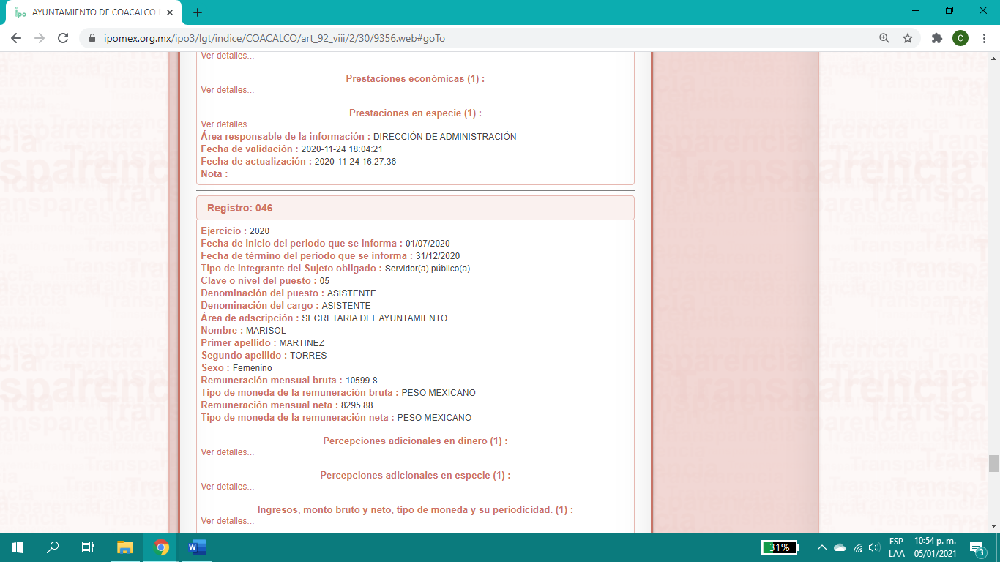 ipo AYUNTAMIENTO DE COACALCO
ipomex.org.mx/ipo3/lgt/indice/COACALCO/art_92_viii/2/30/9356.web#goTo
C
Ver detalles...
Prestaciones económicas (1) :
Ver detalles...
Prestaciones en especie (1) :
Ver detalles...
Área responsable de la información : DIRECCIÓN DE ADMINISTRACIÓN
Fecha de validación : 2020-11-24 18:04:21
Fecha de actualización : 2020-11-24 16:27:36
Nota :
Registro: 046
Ejercicio : 2020
Fecha de inicio del periodo que se informa : 01/07/2020
Fecha de término del periodo que se informa : 31/12/2020
Tipo de integrante del Sujeto obligado : Servidor(a) público(a)
Clave o nivel del puesto : 05
Denominación del puesto : ASISTENTE
Denominación del cargo : ASISTENTE
Área de adscripción : SECRETARIA DEL AYUNTAMIENTO
Nombre : MARISOL
Primer apellido : MARTINEZ
Segundo apellido : TORRES
Sexo : Femenino
Remuneración mensual bruta : 10599.8
Tipo de moneda de la remuneración bruta : PESO MEXICANO
Remuneración mensual neta : 8295.88
Tipo de moneda de la remuneración neta : PESO MEXICANO
Percepciones adicionales en dinero (1) :
Ver detalles...
Percepciones adicionales en especie (1) :
Ver detalles...
Ingresos, monto bruto y neto, tipo de moneda y su periodicidad. (1) :
Ver detalles...
Transparencia
31%
ESP
LAA
10:54 p. m.
05/01/2021
3